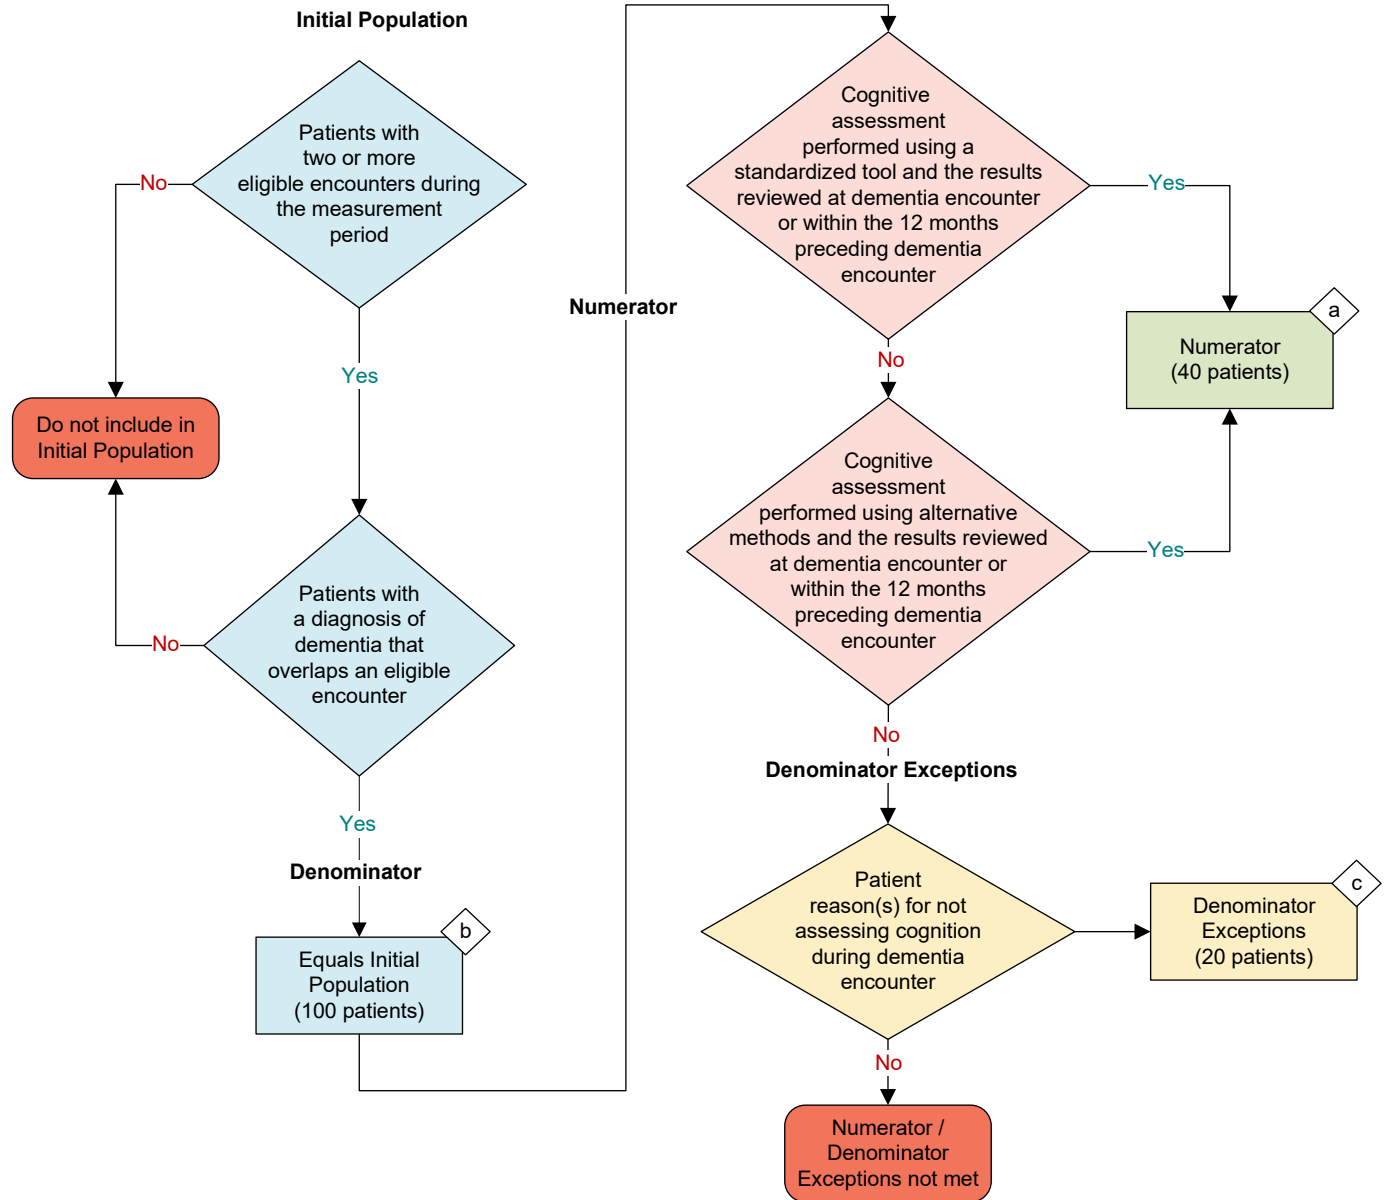 Initial Population
Patients with
two or more
eligible encounters during
the measurement
period
No
Yes
Do not include in
Initial Population
Patients with
a diagnosis of
dementia that
overlaps an eligible
encounter
No
Yes
Denominator
b
Equals Initial
Population
(100 patients)
Numerator
Cognitive
assessment
performed using a
standardized tool and the results
reviewed at dementia encounter
or within the 12 months
preceding dementia
encounter
Yes
No
a
Numerator
(40 patients)
Cognitive
assessment
performed using alternative
methods and the results reviewed
at dementia encounter or
within the 12 months
preceding dementia
encounter
Yes
No
Denominator Exceptions
Patient
reason(s) for not
assessing cognition
during dementia
encounter
c
Denominator
Exceptions
(20 patients)
No
Numerator /
Denominator
Exceptions not met